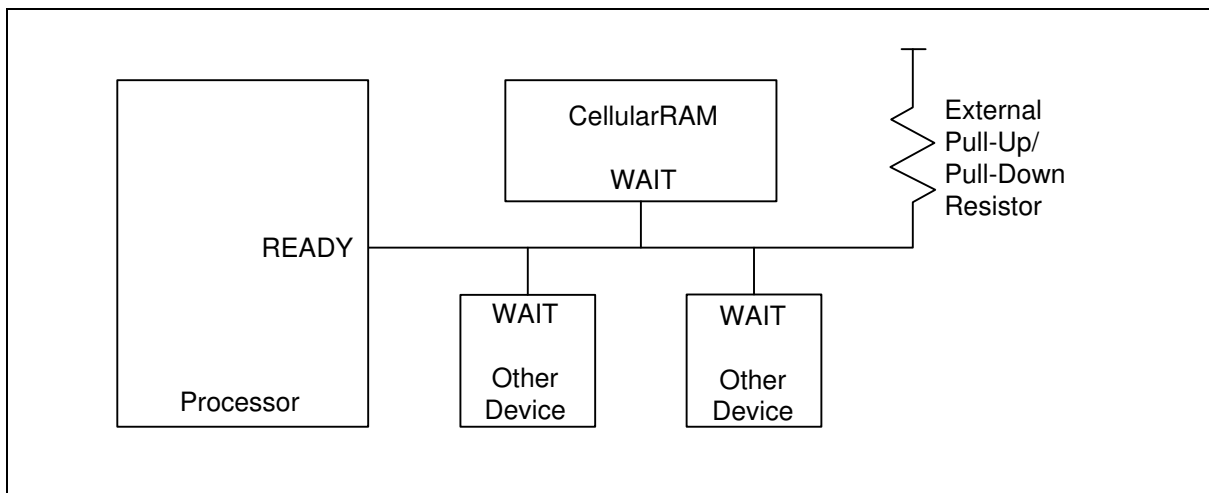 CellularRAM
WAIT
External
Pull-Up/
Pull-Down
Resistor
READY
Processor
WAIT
Other
Device
WAIT
Other
Device